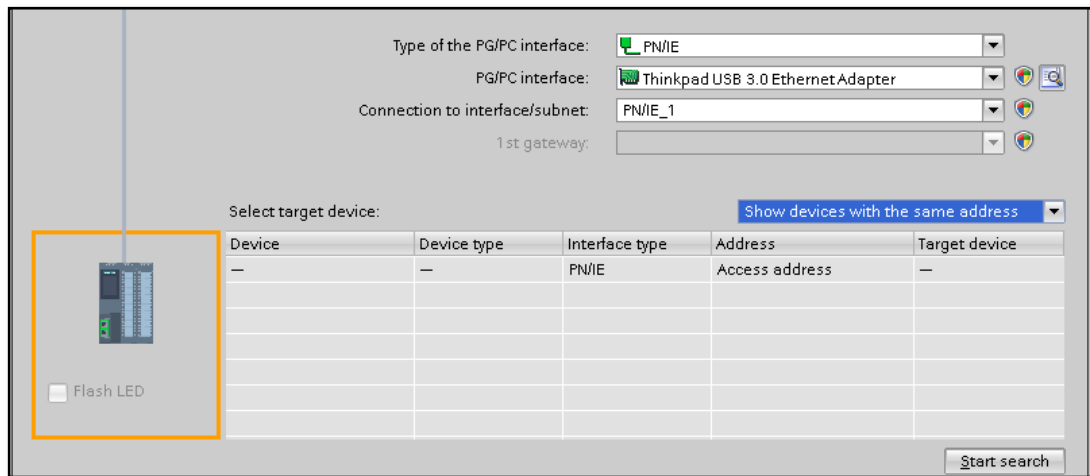 Type of the PG/PC interface: PN/IE
PG/PC interface: Thinkpad USB 3.0 Ethernet Adapter
Connection to interface/subnet: PN/IE_1
1st gateway:
Select target device: Show devices with the same address
Device Device type Interface type Address Target device
— — PN/IE Access address —
Flash LED
Start search